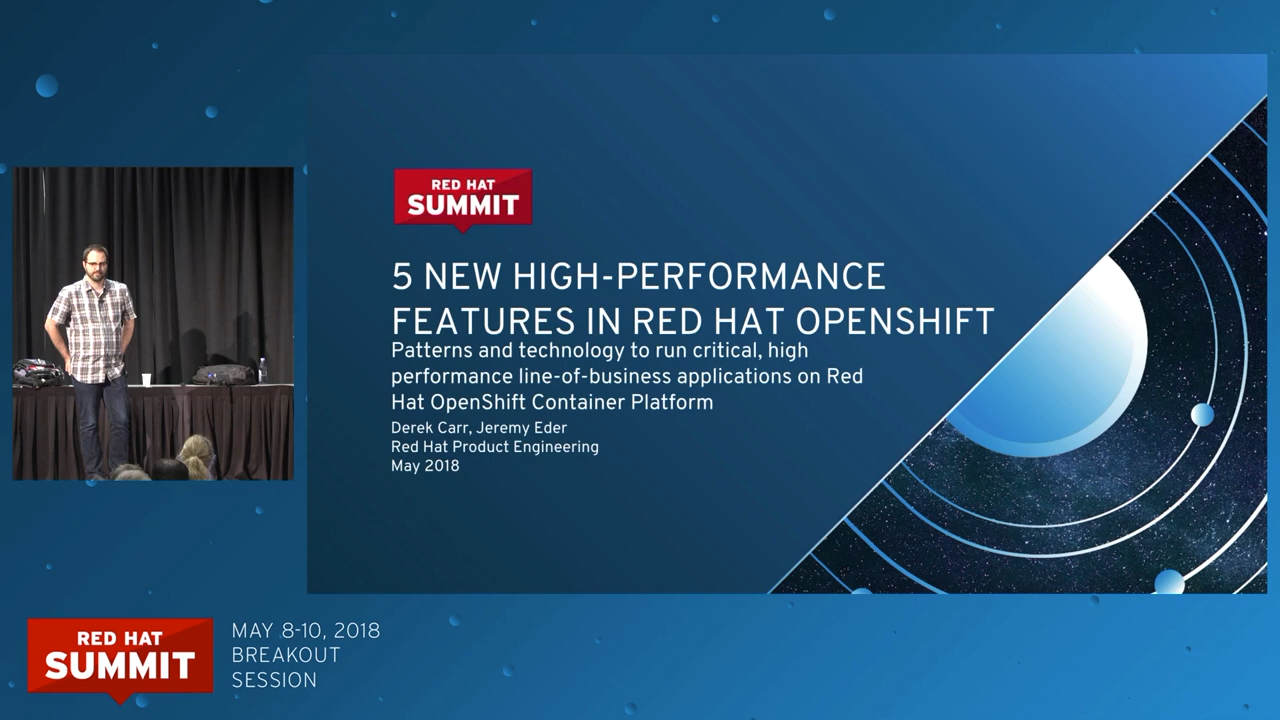 RED HAT
SUMMIT
5 NEW HIGH-PERFORMANCE
FEATURES IN RED HAT OPENSHIFT
Patterns and technology to run critical, high
performance line-of-business applications on Red
Hat OpenShift Container Platform
Derek Carr, Jeremy Eder
Red Hat Product Engineering
May 2018
RED HAT
SUMMIT
MAY 8-10, 2018
BREAKOUT
SESSION